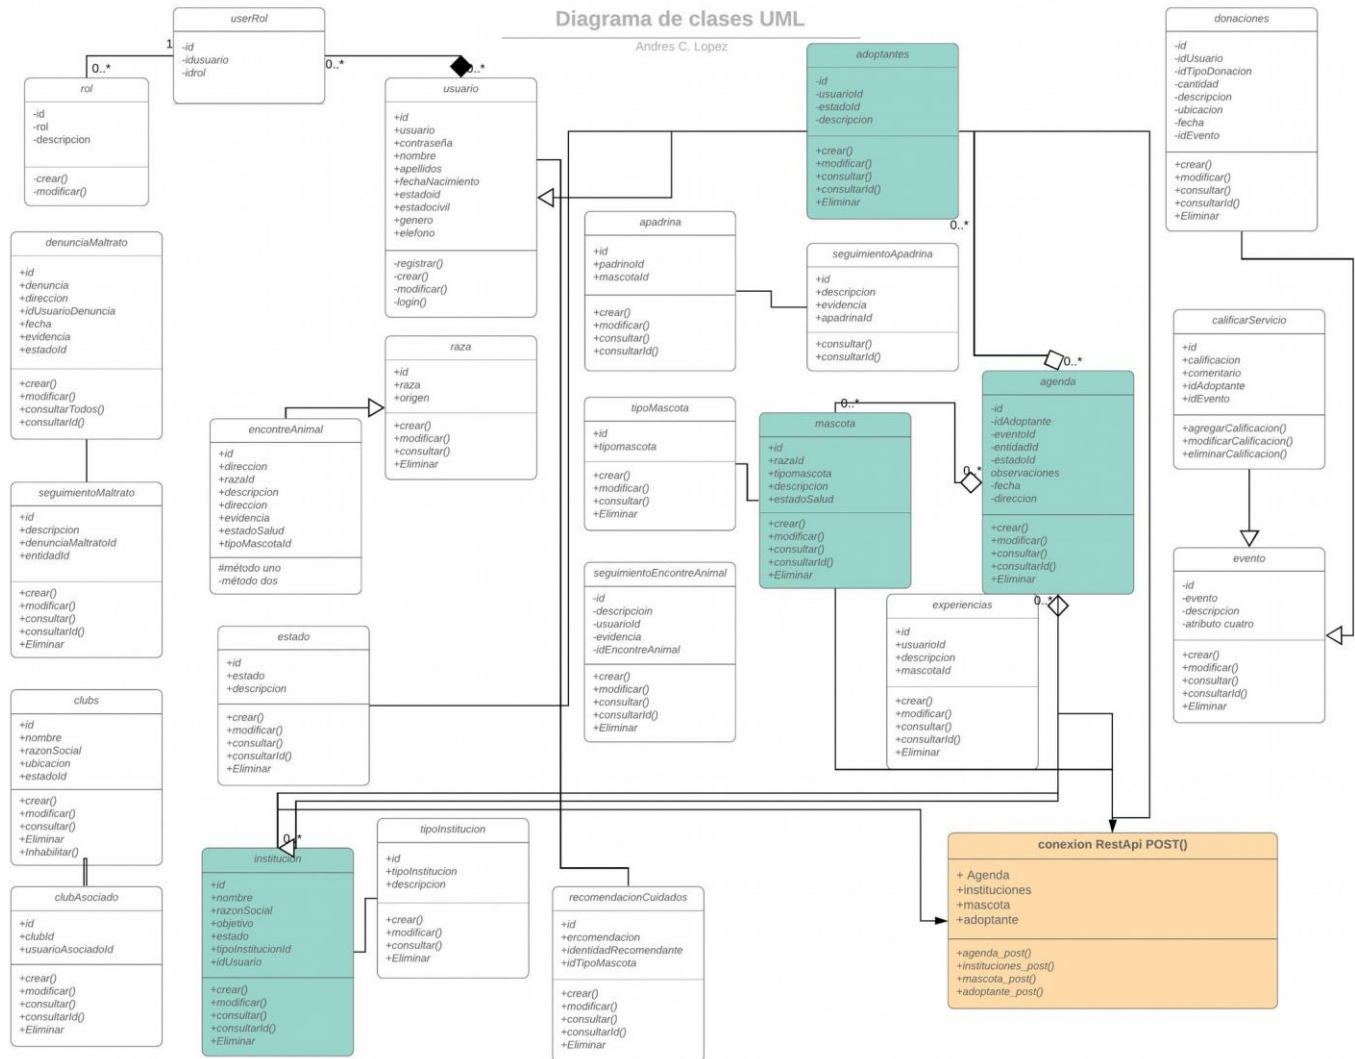 Diagrama de clases UML
Andres C. Lopez
userRol
-id
-idusuario
-idrol
1
0..*
0..*
0..*
rol
-id
-rol
-descripcion
-crear()
-modificar()
usuario
+id
+usuario
+contraseña
+nombre
+apellidos
+fechaNacimiento
+estadoid
+estadocivil
+genero
+elefono
-registrar()
-crear()
-modificar()
-login()
adoptantes
-id
-usuarioId
-estadoId
-descripcion
+crear()
+modificar()
+consultar()
+consultarId()
+Eliminar
0..*
donaciones
-id
-idUsuario
-idTipoDonacion
-cantidad
-descripcion
-ubicacion
-fecha
-idEvento
+crear()
+modificar()
+consultar()
+consultarId()
+Eliminar
denunciaMaltrato
+id
+denuncia
+direccion
+idUsuarioDenuncia
+fecha
+evidencia
+estadoId
+crear()
+modificar()
+consultarTodos()
+consultarId()
apadrina
+id
+padrinoId
+mascotaId
+crear()
+modificar()
+consultar()
+consultarId()
seguimientoApadrina
+id
+descripcion
+evidencia
+apadrinaId
+consultar()
+consultarId()
calificarServicio
+id
+calificacion
+comentario
+idAdoptante
+idEvento
+agregarCalificacion()
+modificarCalificacion()
+eliminarCalificacion()
raza
+id
+raza
+origen
+crear()
+modificar()
+consultar()
+Eliminar
0..*
agenda
-id
-idAdoptante
-eventoId
-entidadId
-estadoId
observaciones
-fecha
-direccion
+crear()
+modificar()
+consultar()
+consultarId()
+Eliminar
0..*
0..*
0..*
tipoMascota
+id
+tipomascota
+crear()
+modificar()
+consultar()
+Eliminar
mascota
+id
+razaId
+tipomascota
+descripcion
+estadoSalud
+crear()
+modificar()
+consultar()
+consultarId()
+Eliminar
encontreAnimal
+id
+direccion
+razaId
+descripcion
+direccion
+evidencia
+estadoSalud
+tipoMascotaId
#método uno
-método dos
seguimientoMaltrato
+id
+descripcion
+denunciaMaltratoId
+entidadId
+crear()
+modificar()
+consultar()
+consultarId()
+Eliminar
seguimientoEncontreAnimal
-id
-descripcioin
-usuarioId
-evidencia
-idEncontreAnimal
+crear()
+modificar()
+consultar()
+consultarId()
+Eliminar
evento
-id
-evento
-descripcion
-atributo cuatro
+crear()
+modificar()
+consultar()
+consultarId()
+Eliminar
experiencias
+id
+usuarioId
+descripcion
+mascotaId
+crear()
+modificar()
+consultar()
+consultarId()
+Eliminar
estado
+id
+estado
+descripcion
+crear()
+modificar()
+consultar()
+consultarId()
+Eliminar
clubs
+id
+nombre
+razonSocial
+ubicacion
+estadoId
+crear()
+modificar()
+consultar()
+Eliminar
+Inhabilitar()
0..*
institucion
+id
+nombre
+razonSocial
+objetivo
+estado
+tipoInstitucionId
+idUsuario
+crear()
+modificar()
+consultar()
+consultarId()
+Eliminar
tipoInstitucion
+id
+tipoInstitucion
+descripcion
+crear()
+modificar()
+consultar()
+Eliminar
conexion RestApi POST()
+ Agenda
+instituciones
+mascota
+adoptante
+agenda_post()
+instituciones_post()
+mascota_post()
+adoptante_post()
clubAsociado
+id
+clubId
+usuarioAsociadoId
+crear()
+modificar()
+consultar()
+consultarId()
+Eliminar
recomendacionCuidados
+id
+ercomendacion
+identidadRecomendante
+idTipoMascota
+crear()
+modificar()
+consultar()
+consultarId()
+Eliminar